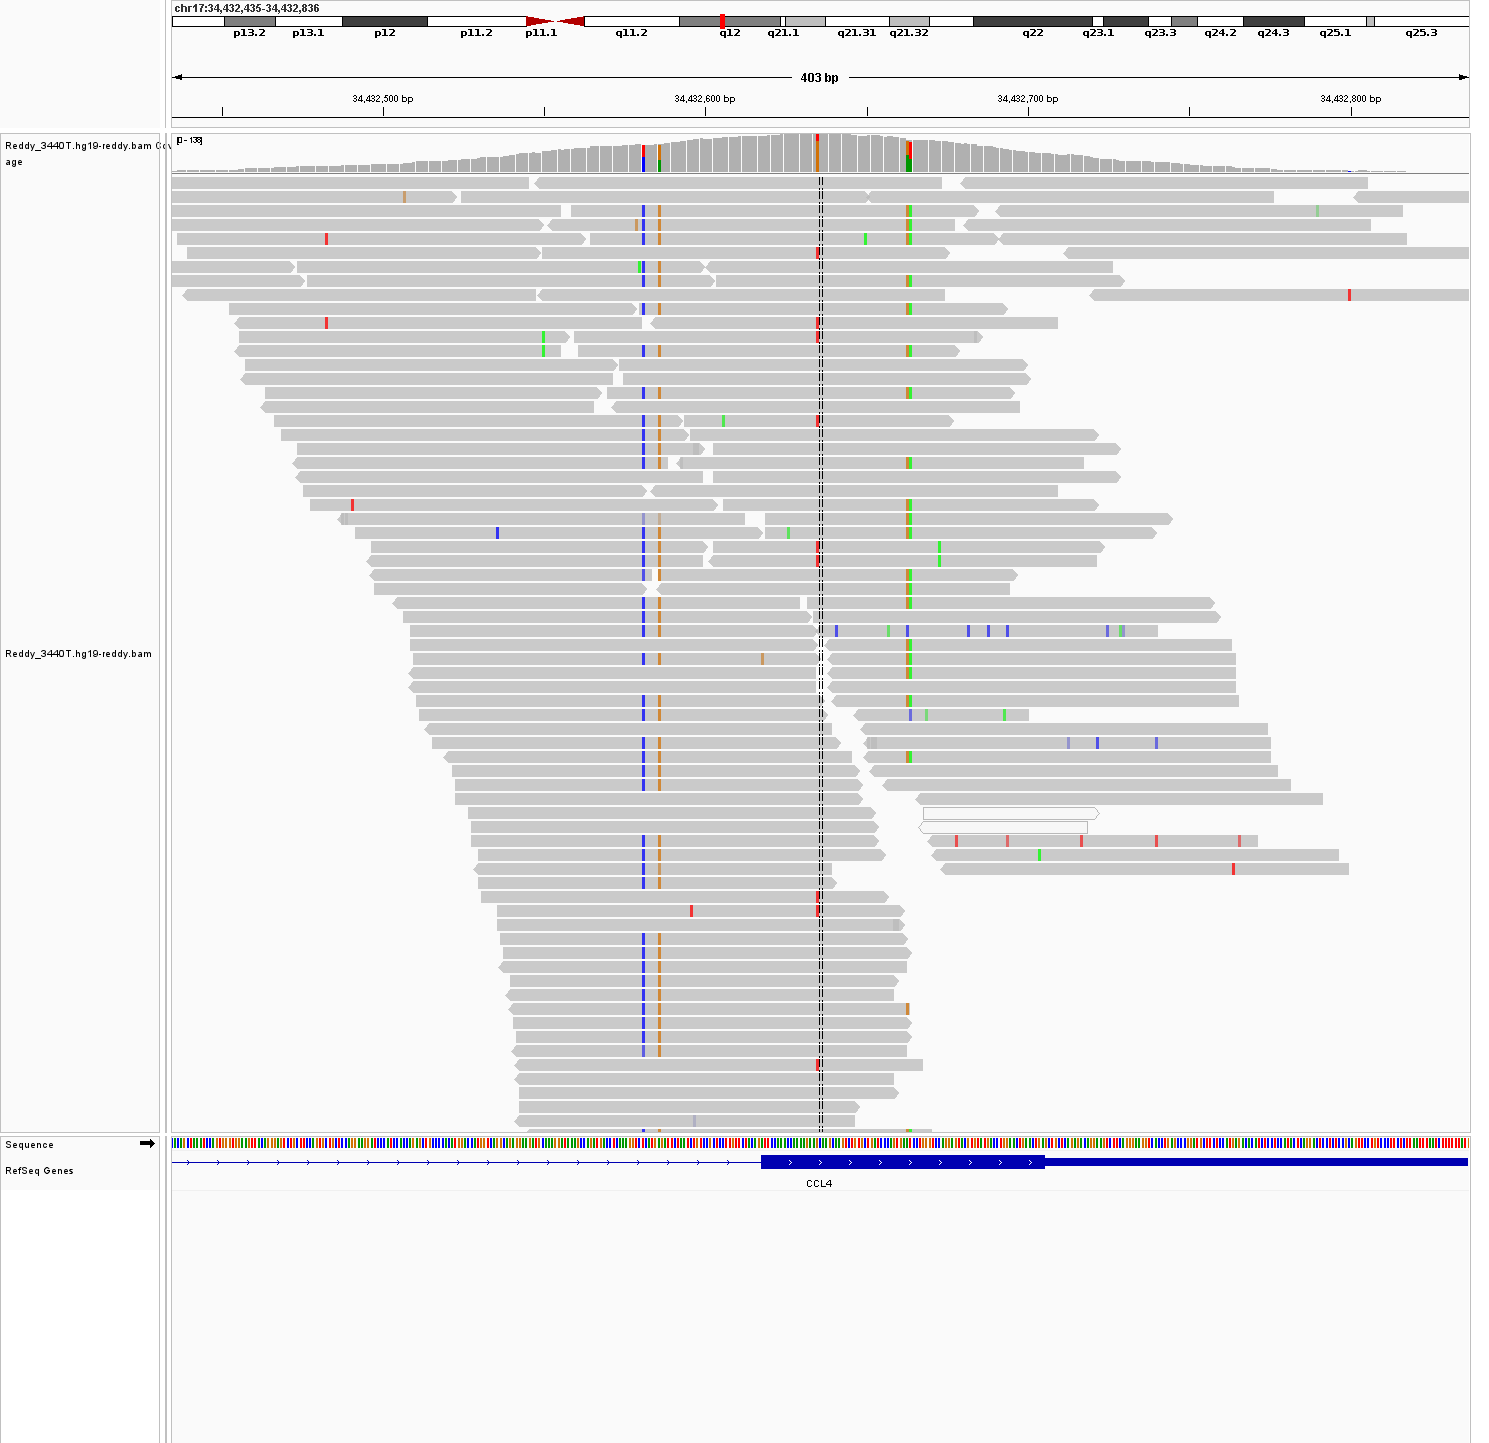 chr17:34,432,435-34,432,836
p13.2 p13.1 p12 p11.2 p11.1 q11.2 q12 q21.1 q21.31 q21.32 q22 q23.1 q23.3 q24.2 q24.3 q25.1 q25.3
403 bp
34,432,500 bp 34,432,600 bp 34,432,700 bp 34,432,800 bp
Reddy_3440T.hg19-reddy.bam Cov
age
[0 - 138]
Reddy_3440T.hg19-reddy.bam
Sequence
RefSeq Genes
CCL4